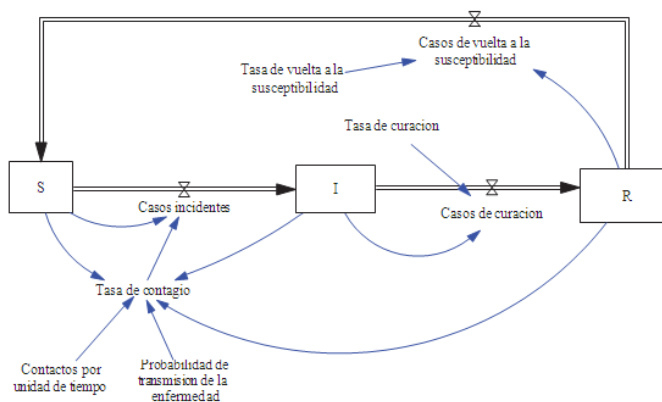 Casos de vuelta a la
susceptibilidad
Tasa de vuelta a la
susceptibilidad
Tasa de curacion
S
I
R
Casos incidentes
Casos de curacion
Tasa de contagio
Contactos por
unidad de tiempo
Probabilidad de
transmision de la
enfermedad